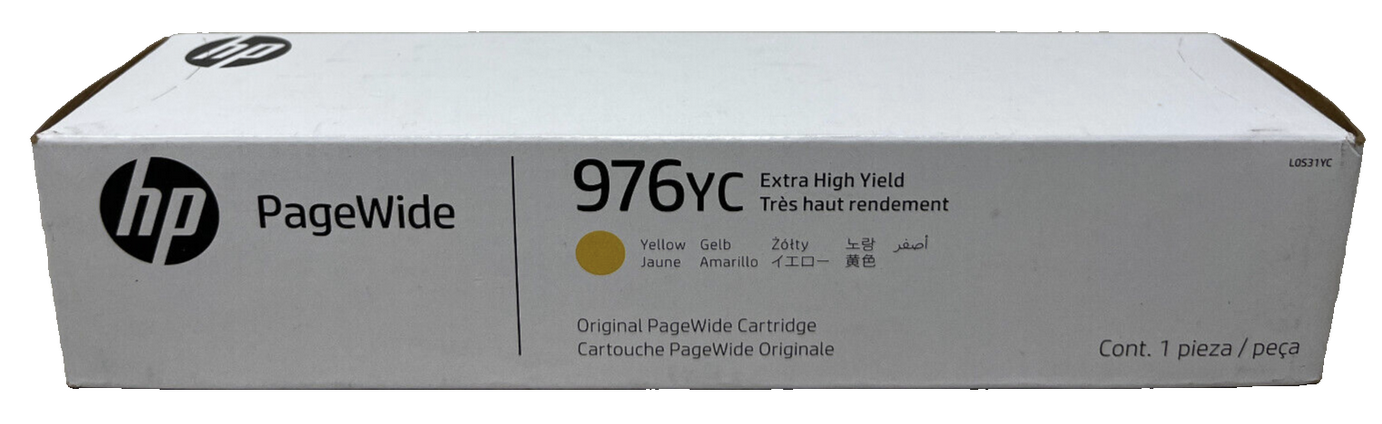 hp
hp
PageWide
976YC
Extra High Yield
Très haut rendement
L0S31YC
Yellow Gelb Żółty 노랑 أصفر
Jaune Amarillo イエロー 黄色
Original PageWide Cartridge
Cartouche PageWide Originale
Cont. 1 pieza / peça